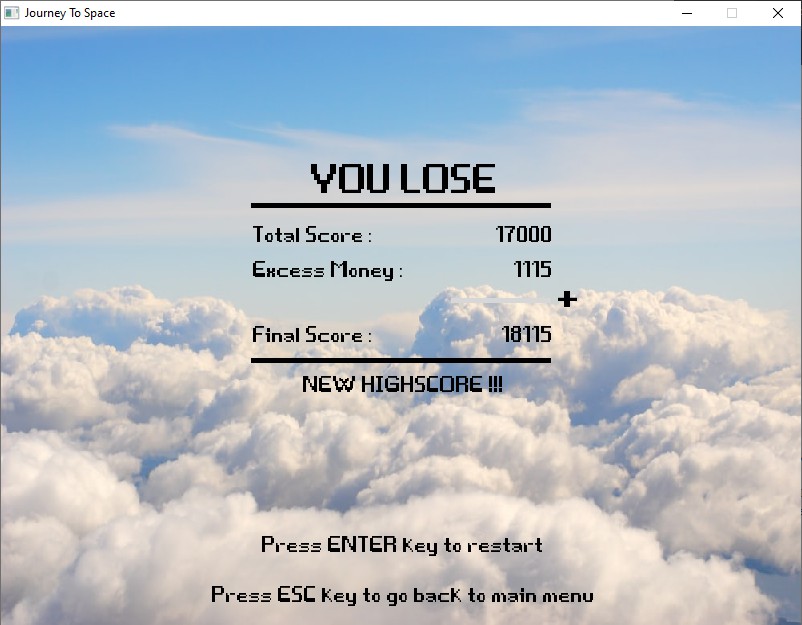 Journey To Space
YOU LOSE
Total Score : 17000
Excess Money : 1115
+
Final Score : 18115
NEW HIGHSCORE !!!
Press ENTER Key to restart
Press ESC Key to go back to main menu